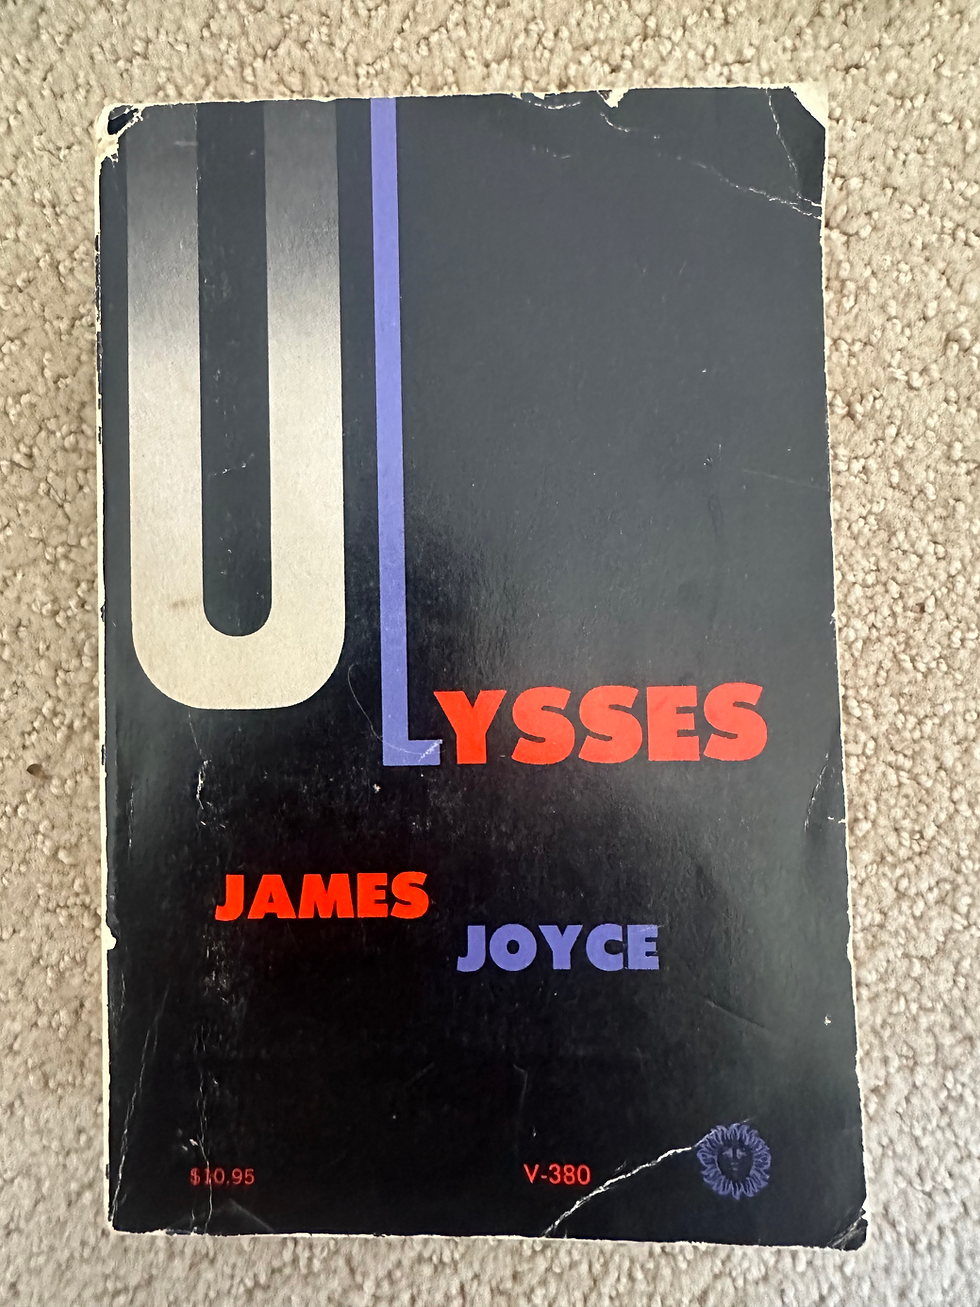 ULYSSES
JAMES
JOYCE
$10.95
V-380